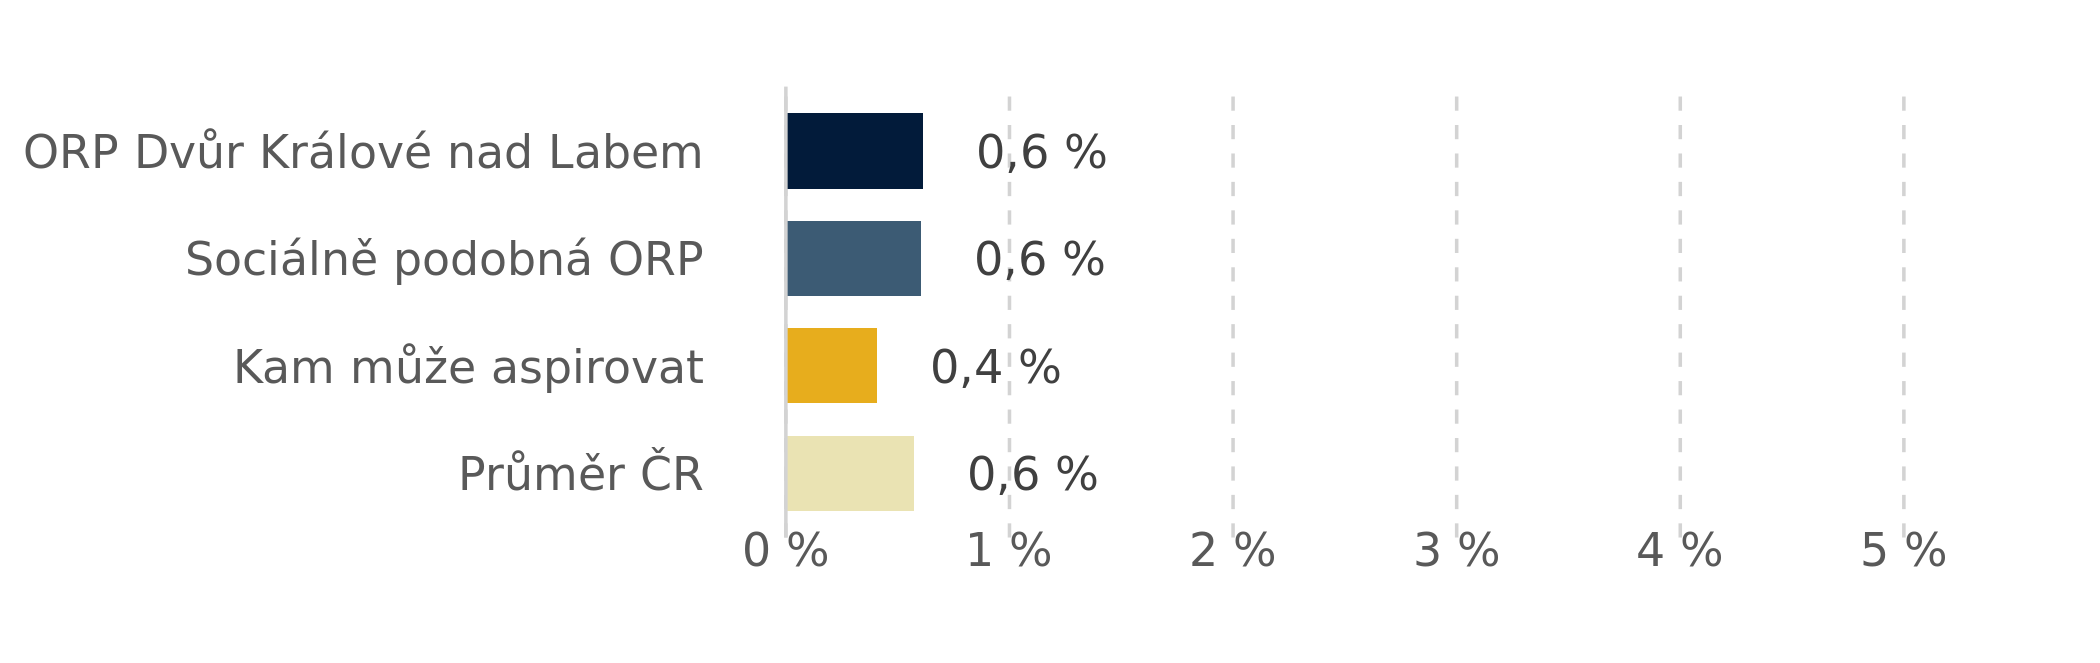 ORP Dvůr Králové nad Labem 0,6 %
Sociálně podobná ORP 0,6 %
Kam může aspirovat 0,4 %
Průměr ČR 0,6 %
0 % 1 % 2 % 3 % 4 % 5 %